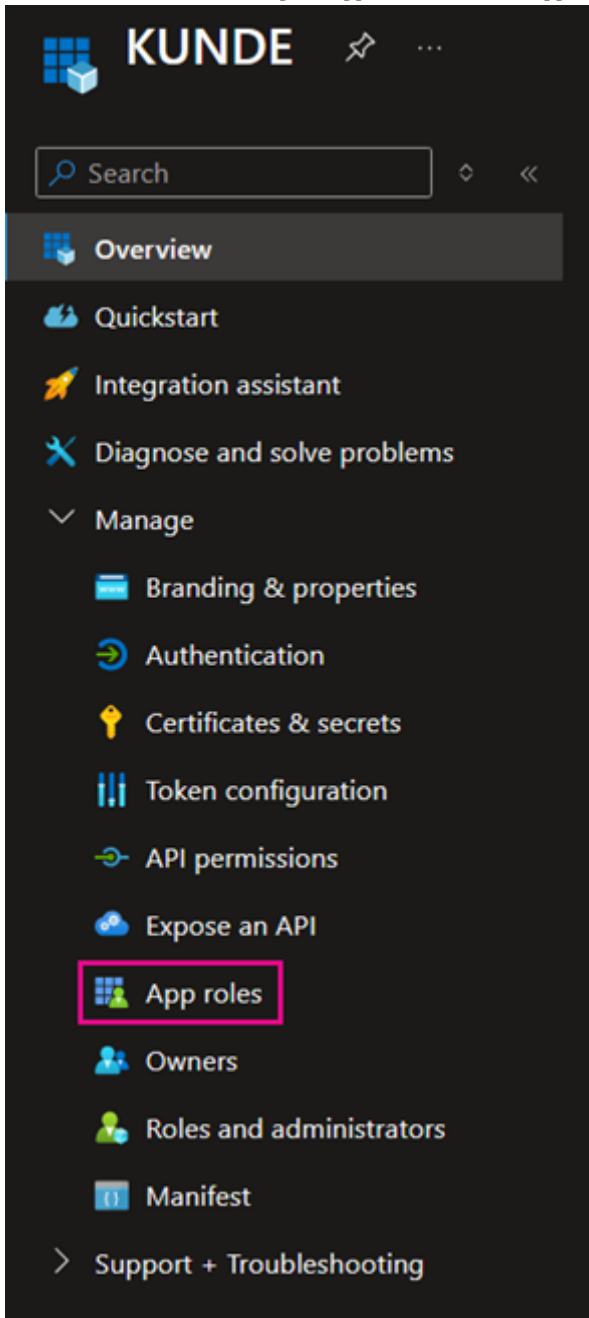 KUNDE
Search
Overview
Quickstart
Integration assistant
Diagnose and solve problems
Manage
Branding & properties
Authentication
Certificates & secrets
Token configuration
API permissions
Expose an API
App roles
Owners
Roles and administrators
Manifest
Support + Troubleshooting